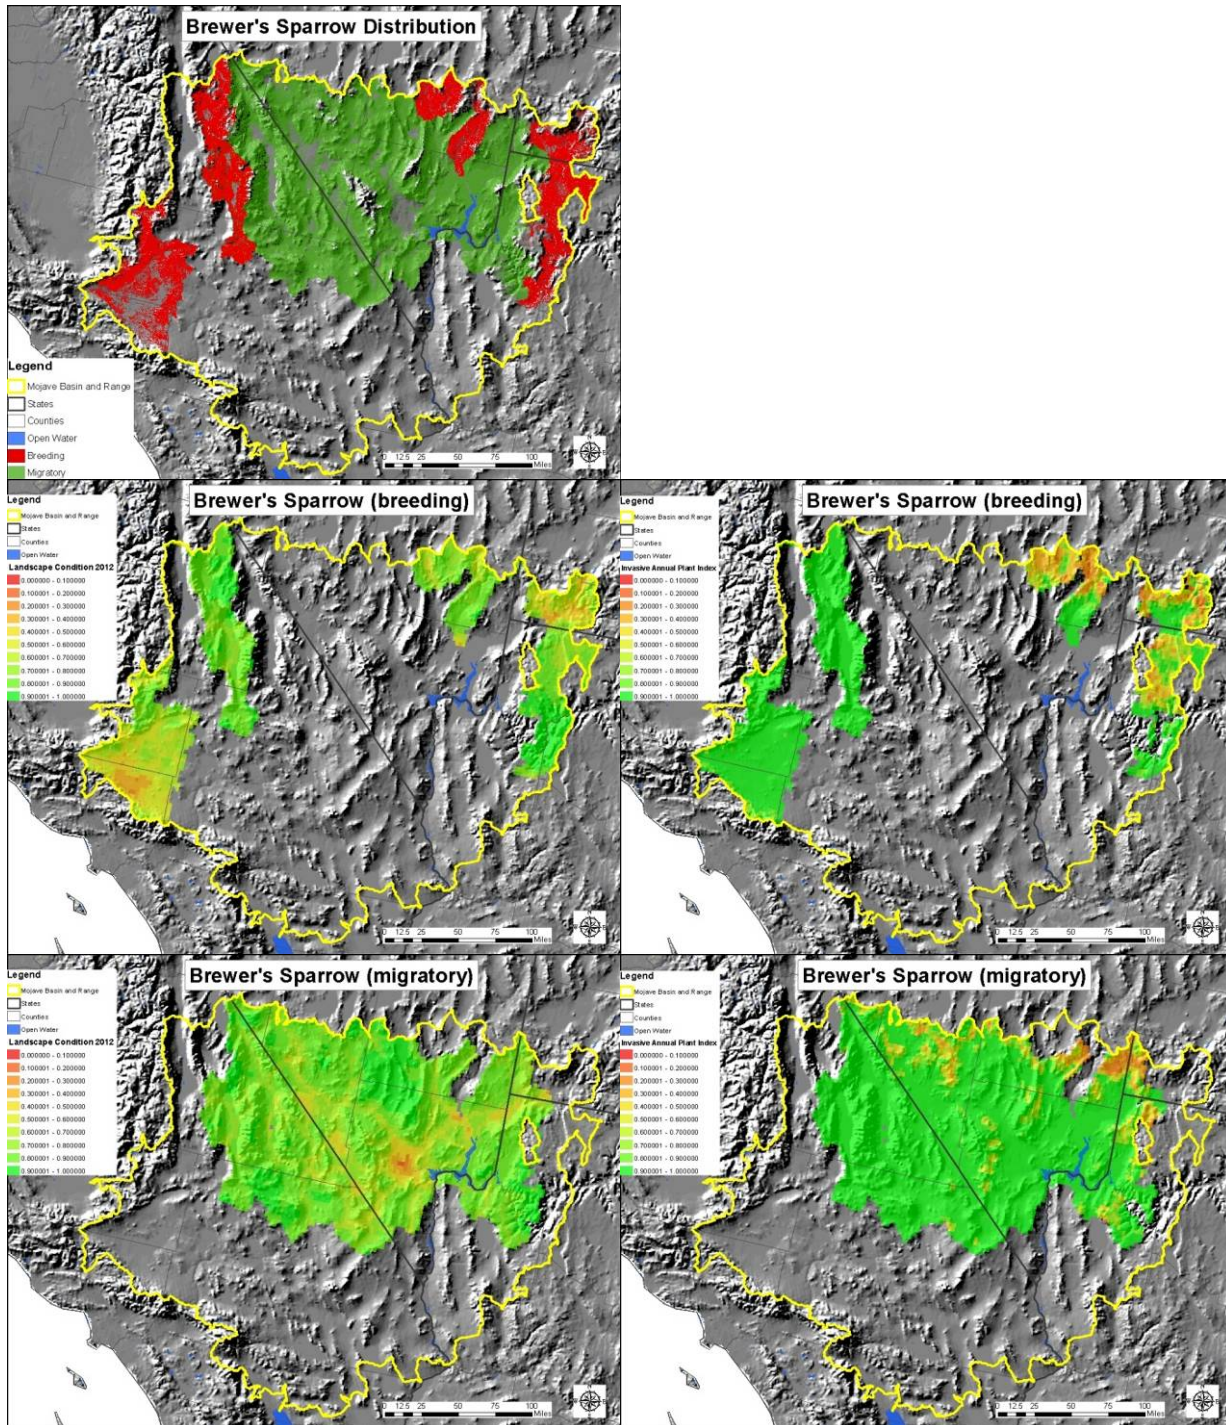 Brewer's Sparrow Distribution
Legend
Mojave Basin and Range
States
Counties
Open Water
Breeding
Migratory
0 12.5 25 50 75 100
Miles
N
Brewer's Sparrow (breeding)
Legend
Mojave Basin and Range
States
Counties
Open Water
Landscape Condition 2012
0.000000 - 0.100000
0.100001 - 0.200000
0.200001 - 0.300000
0.300001 - 0.400000
0.400001 - 0.500000
0.500001 - 0.600000
0.600001 - 0.700000
0.700001 - 0.800000
0.800001 - 0.900000
0.900001 - 1.000000
0 12.5 25 50 75 100
Miles
Brewer's Sparrow (breeding)
Legend
Mojave Basin and Range
States
Counties
Open Water
Invasive Annual Plant Index
0.000000 - 0.100000
0.100001 - 0.200000
0.200001 - 0.300000
0.300001 - 0.400000
0.400001 - 0.500000
0.500001 - 0.600000
0.600001 - 0.700000
0.700001 - 0.800000
0.800001 - 0.900000
0.900001 - 1.000000
0 12.5 25 50 75 100
Miles
Brewer's Sparrow (migratory)
Legend
Mojave Basin and Range
States
Counties
Open Water
Landscape Condition 2012
0.000000 - 0.100000
0.100001 - 0.200000
0.200001 - 0.300000
0.300001 - 0.400000
0.400001 - 0.500000
0.500001 - 0.600000
0.600001 - 0.700000
0.700001 - 0.800000
0.800001 - 0.900000
0.900001 - 1.000000
0 12.5 25 50 75 100
Miles
Brewer's Sparrow (migratory)
Legend
Mojave Basin and Range
States
Counties
Open Water
Invasive Annual Plant Index
0.000000 - 0.100000
0.100001 - 0.200000
0.200001 - 0.300000
0.300001 - 0.400000
0.400001 - 0.500000
0.500001 - 0.600000
0.600001 - 0.700000
0.700001 - 0.800000
0.800001 - 0.900000
0.900001 - 1.000000
0 12.5 25 50 75 100
Miles